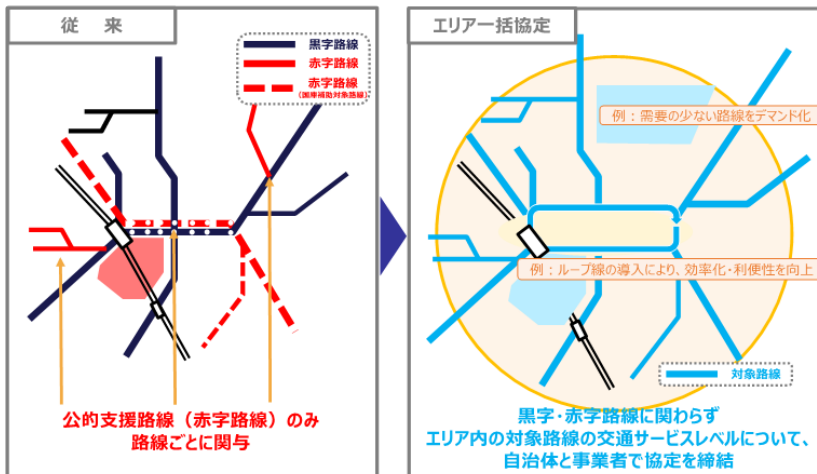 従　来
黒字路線
赤字路線
赤字路線
(国庫補助対象路線)
公的支援路線（赤字路線）のみ
路線ごとに関与
エリア一括協定
例：需要の少ない路線をデマンド化
例：ループ線の導入により、効率化・利便性を向上
対象路線
黒字・赤字路線に関わらず
エリア内の対象路線の交通サービスレベルについて、
自治体と事業者で協定を締結